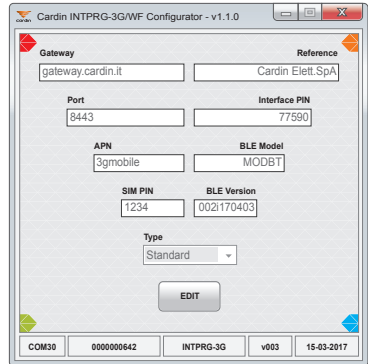 Cardin INTPRG-3G/WF Configurator - v1.1.0
Gateway Reference
gateway.cardin.it Cardin Elett.SpA
Port Interface PIN
8443 77590
APN BLE Model
3gmobile MODBT
SIM PIN BLE Version
1234 002i170403
Type
Standard
EDIT
COM30 0000000642 INTPRG-3G v003 15-03-2017